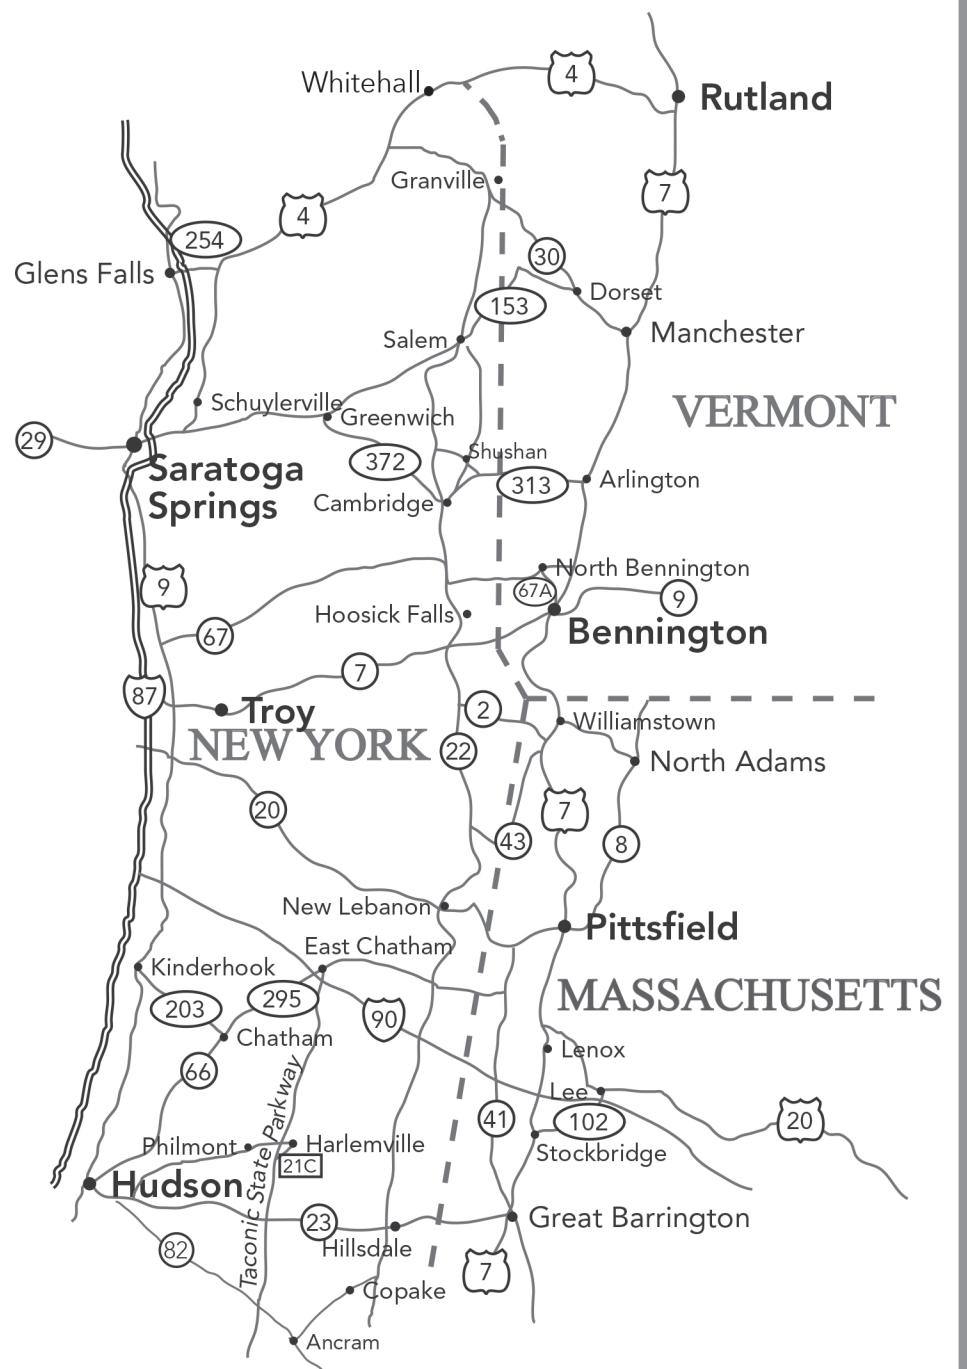 Whitehall
4
Rutland
Granville
7
4
254
30
Glens Falls
Dorset
153
Manchester
Salem
Schuylerville
Greenwich
VERMONT
29
372
Shushan
Saratoga
Springs
313
Arlington
Cambridge
North Bennington
9
67A
9
Hoosick Falls
67
Bennington
7
87
Troy
2
Williamstown
NEW YORK
22
North Adams
20
7
43
8
New Lebanon
Pittsfield
East Chatham
Kinderhook
295
MASSACHUSETTS
203
90
Chatham
Lenox
66
Lee
41
102
20
Taconic State Parkway
Philmont
Harlemville
Stockbridge
21C
Hudson
23
Great Barrington
82
Hillsdale
7
Copake
Ancram